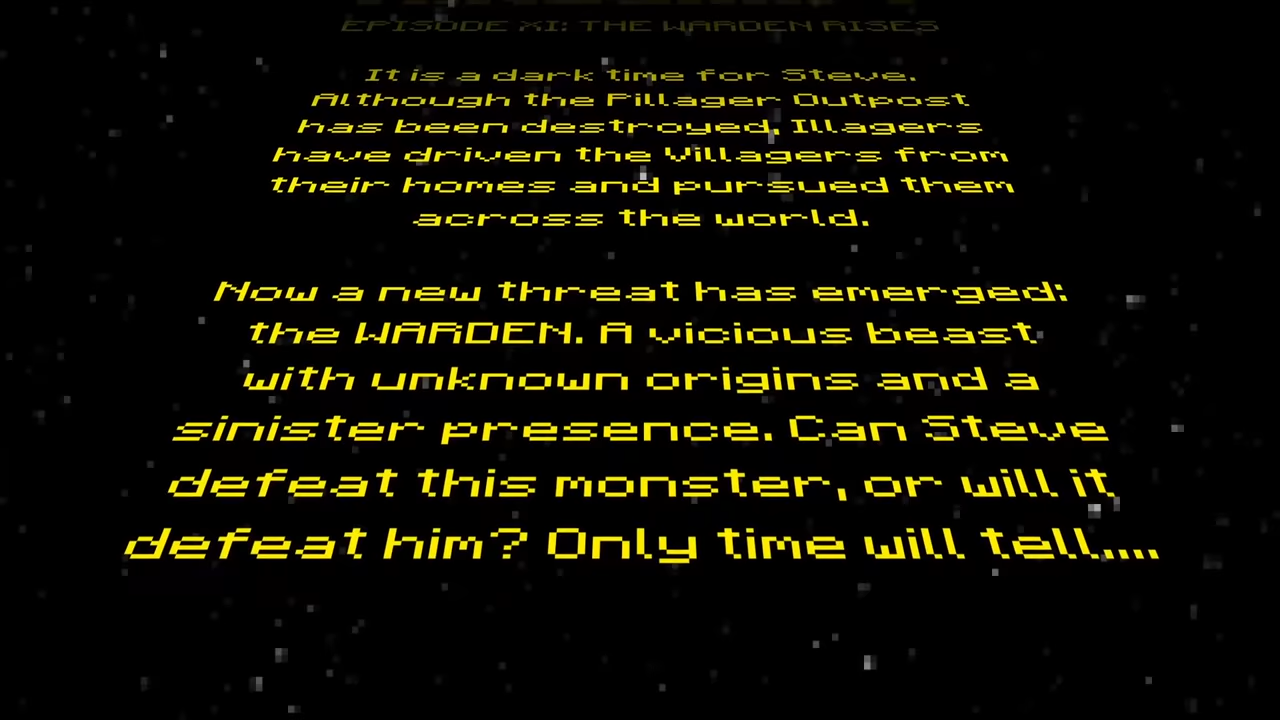 EPISODE XI: THE WARDEN RISES
It is a dark time for Steve.
Although the Pillager Outpost
has been destroyed, Illagers
have driven the Villagers from
their homes and pursued them
across the world.
Now a new threat has emerged:
the WARDEN. A vicious beast
with unknown origins and a
sinister presence. Can Steve
defeat this monster, or will it
defeat him? Only time will tell....